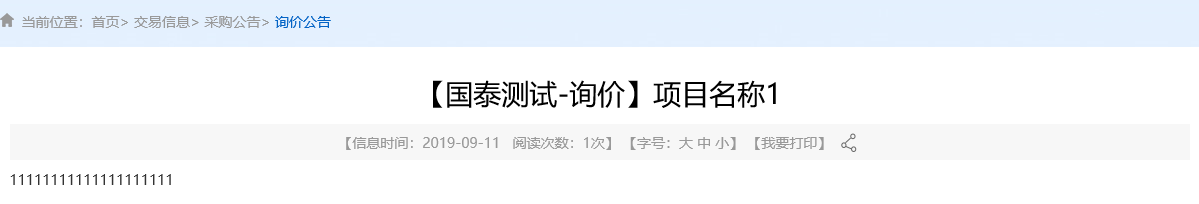 当前位置：首页> 交易信息> 采购公告> 询价公告
【国泰测试-询价】项目名称1
【信息时间：2019-09-11 阅读次数：1次】【字号：大 中 小】【我要打印】
11111111111111111111